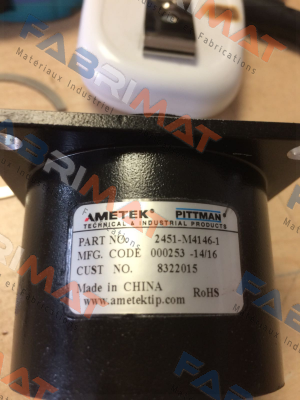 FABRIMAT
Materiaux Industriels, Fabrications
AMETEK® PITTMAN®
TECHNICAL & INDUSTRIAL PRODUCTS
PART NO. 2451-M4146-1
MFG. CODE 000253 -14/16
CUST NO. 8322015
Made in CHINA RoHS
www.ametektip.com